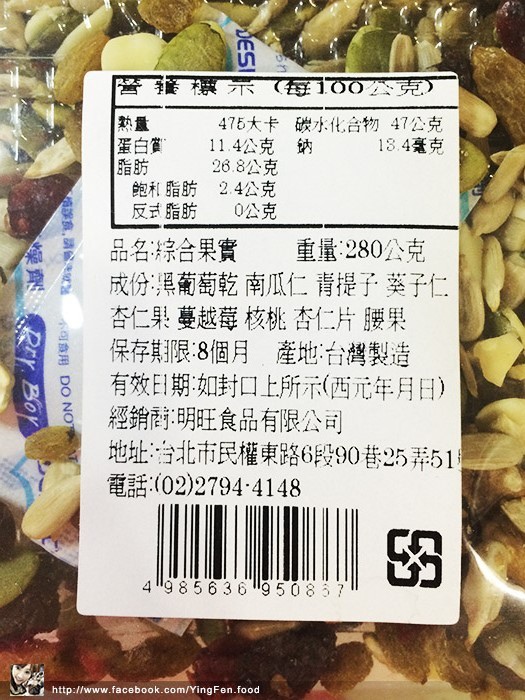 營養標示 (每100公克)
熱量 475大卡 碳水化合物 47公克
蛋白質 11.4公克 鈉 13.4毫克
脂肪 26.8公克
飽和脂肪 2.4公克
反式脂肪 0公克
品名:綜合果實 重量:280公克
成份:黑葡萄乾 南瓜仁 青提子 葵子仁
杏仁果 蔓越莓 核桃 杏仁片 腰果
保存期限:8個月 產地:台灣製造
有效日期:如封口上所示(西元年月日)
經銷商:明旺食品有限公司
地址:台北市民權東路6段90巷25弄51
電話:(02)2794-4148
4 985636 950867
DO NO
Dry Boy
http://www.facebook.com/YingFen.food